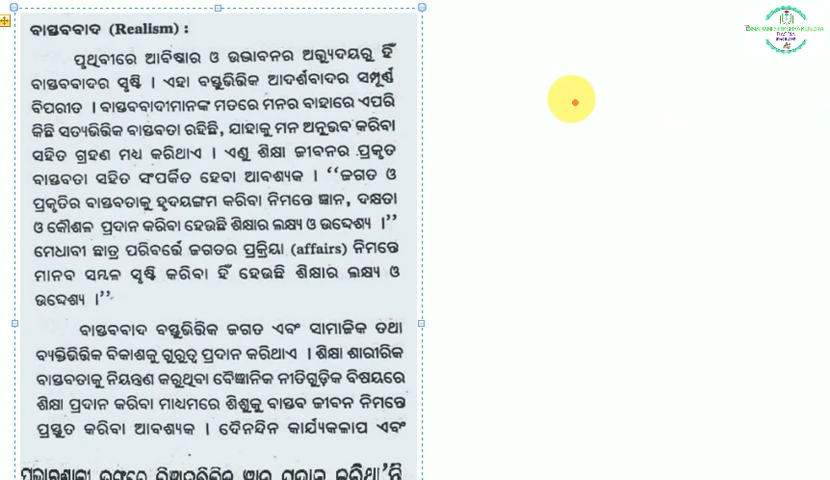 ବାସ୍ତବବାଦ (Realism) :
ପୃଥିବୀରେ ଆବିଷ୍କାର ଓ ଉଦ୍ଭାବନର ଅଭ୍ୟୁଦୟରୁ ହିଁ
ବାସ୍ତବବାଦର ସୃଷ୍ଟି । ଏହା ବସ୍ତୁଭିତ୍ତିକ ଆଦର୍ଶବାଦର ସମ୍ପୂର୍ଣ୍ଣ
ବିପରୀତ । ବାସ୍ତବବାଦୀମାନଙ୍କ ମତରେ ମନର ବାହାରେ ଏପରି
କିଛି ସତ୍ୟଭିତ୍ତିକ ବାସ୍ତବତା ରହିଛି, ଯାହାକୁ ମନ ଅନୁଭବ କରିବା
ସହିତ ଗ୍ରହଣ ମଧ୍ୟ କରିଥାଏ । ଏଣୁ ଶିକ୍ଷା ଜୀବନର ପ୍ରକୃତ
ବାସ୍ତବତା ସହିତ ସଂପର୍କିତ ହେବା ଆବଶ୍ୟକ । ‘‘ଜଗତ ଓ
ପ୍ରକୃତିର ବାସ୍ତବତାକୁ ହୃଦୟଙ୍ଗମ କରିବା ନିମନ୍ତେ ଜ୍ଞାନ, ଦକ୍ଷତା
ଓ କୌଶଳ ପ୍ରଦାନ କରିବା ହେଉଛି ଶିକ୍ଷାର ଲକ୍ଷ୍ୟ ଓ ଉଦ୍ଦେଶ୍ୟ ।’’
ମେଧାବୀ ଛାତ୍ର ପରିବର୍ତ୍ତେ ଜଗତର ପ୍ରକ୍ରିୟା (affairs) ନିମନ୍ତେ
ମାନବ ସମ୍ବଳ ସୃଷ୍ଟି କରିବା ହିଁ ହେଉଛି ଶିକ୍ଷାର ଲକ୍ଷ୍ୟ ଓ
ଉଦ୍ଦେଶ୍ୟ ।’’
ବାସ୍ତବବାଦ ବସ୍ତୁଭିତ୍ତିକ ଜଗତ ଏବଂ ସାମାଜିକ ତଥା
ବ୍ୟକ୍ତିଭିତ୍ତିକ ବିକାଶକୁ ଗୁରୁତ୍ୱ ପ୍ରଦାନ କରିଥାଏ । ଶିକ୍ଷା ଶାରୀରିକ
ବାସ୍ତବତାକୁ ନିୟନ୍ତ୍ରଣ କରୁଥିବା ବୈଜ୍ଞାନିକ ନୀତିଗୁଡ଼ିକ ବିଷୟରେ
ଶିକ୍ଷା ପ୍ରଦାନ କରିବା ମାଧ୍ୟମରେ ଶିଶୁକୁ ବାସ୍ତବ ଜୀବନ ନିମନ୍ତେ
ପ୍ରସ୍ତୁତ କରିବା ଆବଶ୍ୟକ । ଦୈନନ୍ଦିନ କାର୍ଯ୍ୟକଳାପ ଏବଂ